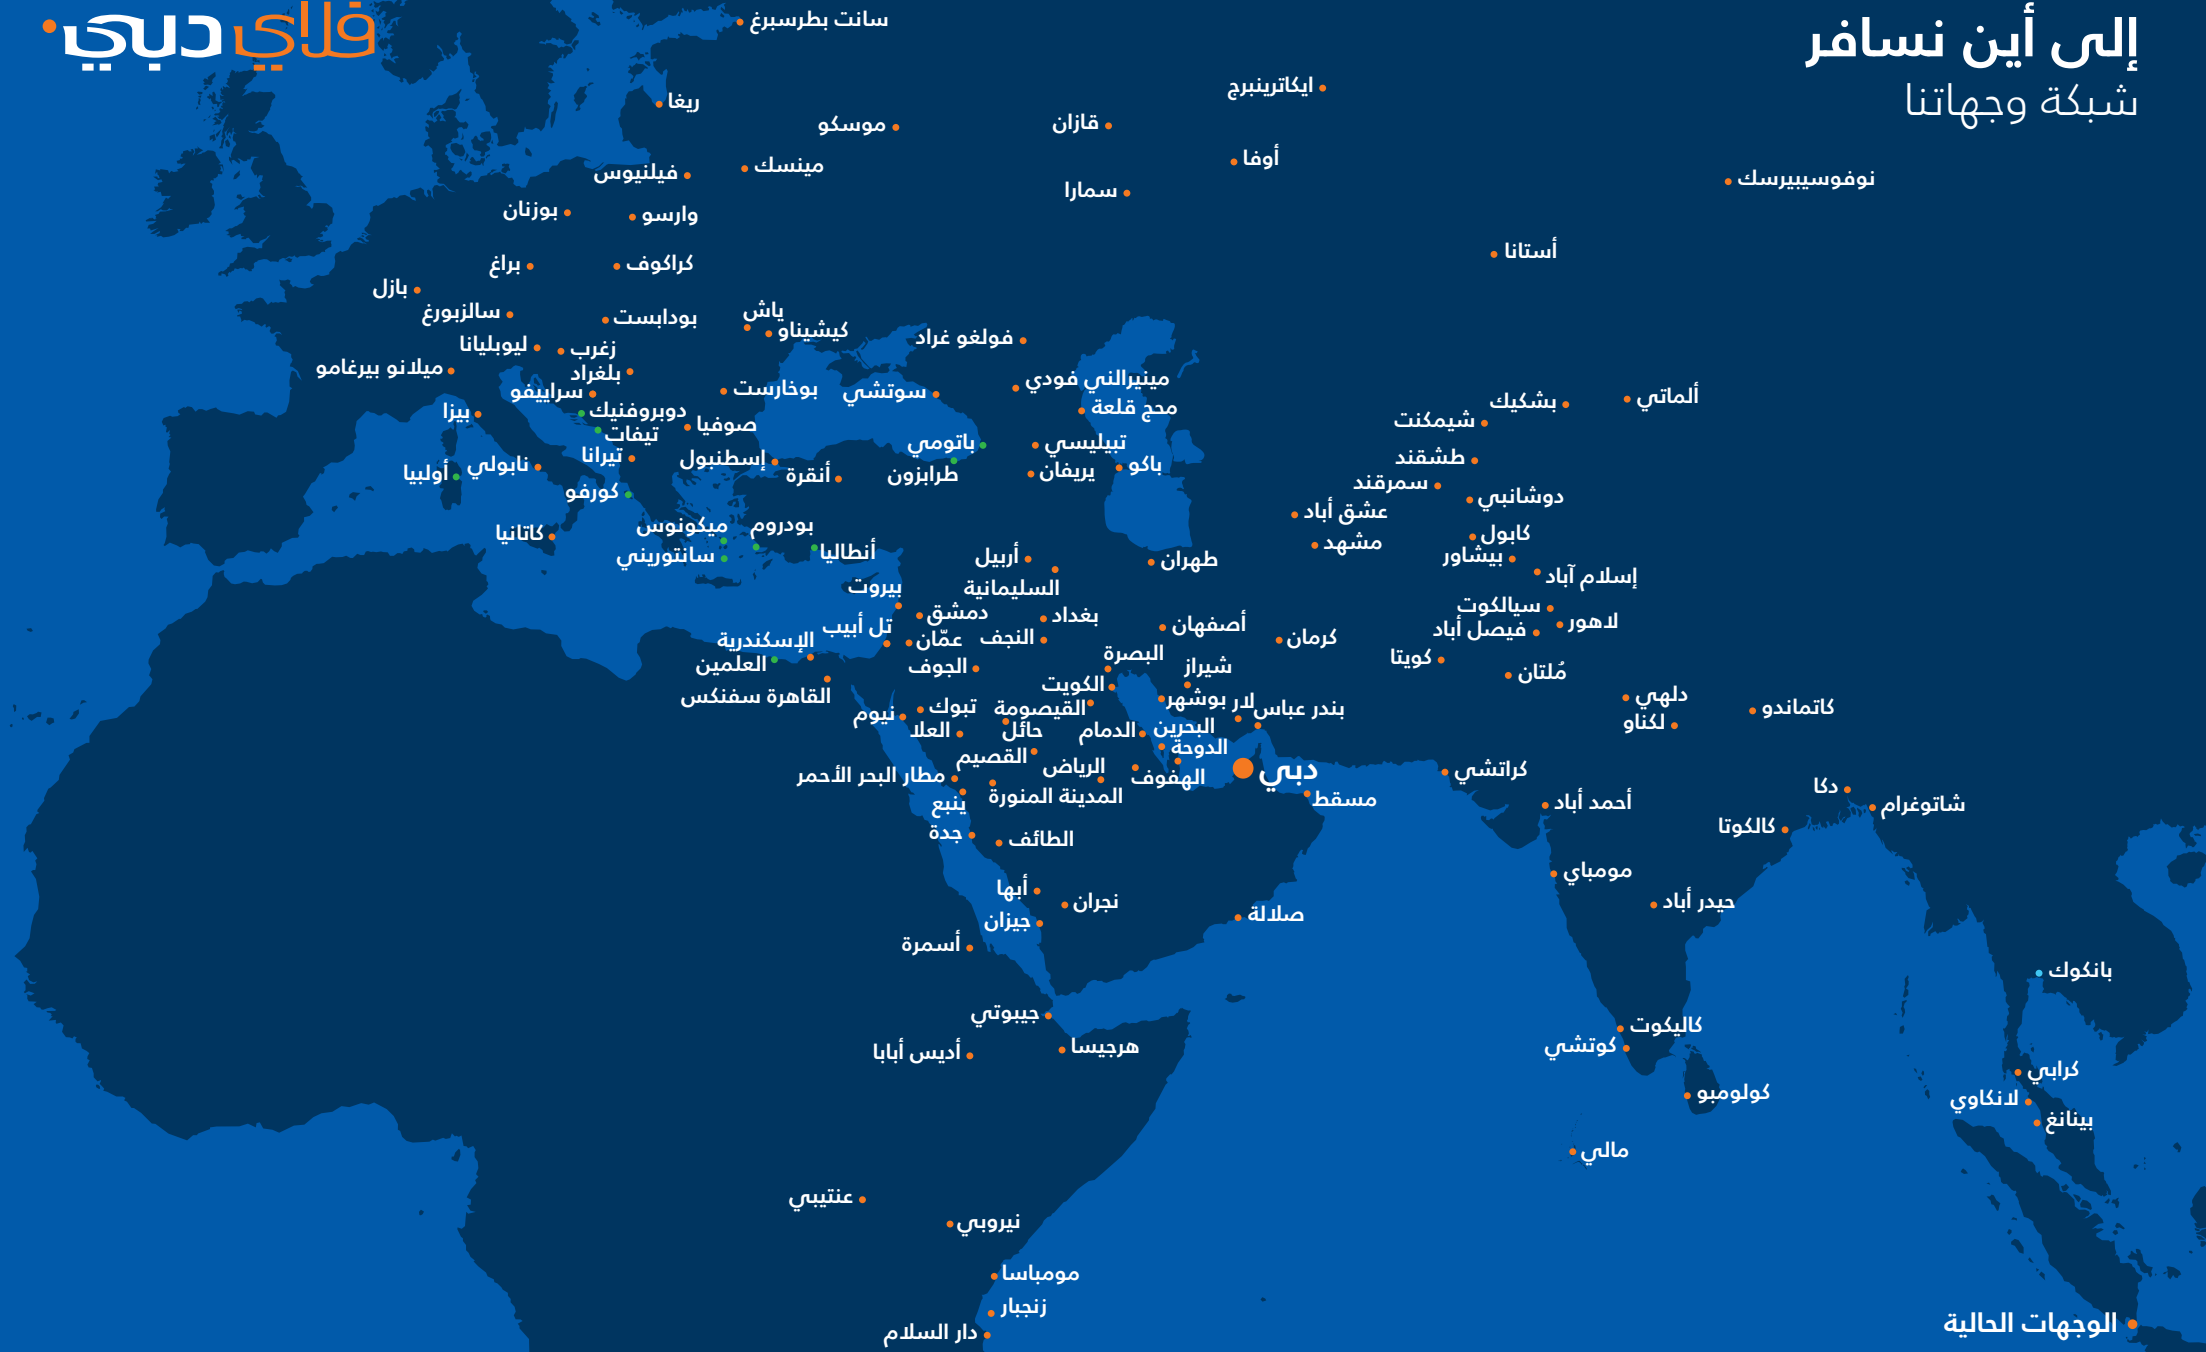 إلى أين نسافر
شبكة وجهاتنا
فلاي دبي
سانت بطرسبرغ
ايكاترينبرج
ريغا
موسكو
قازان
أوفا
مينسك
فيلنيوس
سمارا
نوفوسيبيرسك
بوزنان
وارسو
أستانا
براغ
كراكوف
بازل
سالزبورغ
بودابست
ياش
كيشيناو
فولغو غراد
ليوبليانا
زغرب
ميلانو بيرغامو
بلغراد
سراييفو
بوخارست
سوتشي
مينيرالني فودي
محج قلعة
ألماتي
بشكيك
شيمكنت
بيزا
دوبروفنيك
صوفيا
تيفات
باتومي
تبيليسي
تيرانا
إسطنبول
طشقند
نابولي
أولبيا
أنقرة
طرابزون
يريفان
باكو
سمرقند
كورفو
دوشانبي
عشق أباد
كاتانيا
ميكونوس
بودروم
كابول
مشهد
سانتوريني
أنطاليا
أربيل
طهران
بيشاور
إسلام آباد
السليمانية
بيروت
سيالكوت
دمشق
بغداد
أصفهان
لاهور
فيصل أباد
تل أبيب
الإسكندرية
عمّان
النجف
كرمان
العلمين
الجوف
البصرة
شيراز
كويتا
مُلتان
القاهرة سفنكس
الكويت
بوشهر
لار
بندر عباس
دلهي
لكناو
كاتماندو
نيوم
تبوك
القيصومة
العلا
حائل
الدمام
البحرين
الدوحة
القصيم
الرياض
الهفوف
دبي
كراتشي
مطار البحر الأحمر
المدينة المنورة
ينبع
مسقط
أحمد أباد
دكا
شاتوغرام
كالكوتا
جدة
الطائف
مومباي
أبها
نجران
جيزان
صلالة
حيدر أباد
أسمرة
بانكوك
جيبوتي
كاليكوت
كوتشي
أديس أبابا
هرجيسا
كرابي
كولومبو
لانكاوي
بينانغ
مالي
عنتيبي
نيروبي
مومباسا
زنجبار
دار السلام
الوجهات الحالية